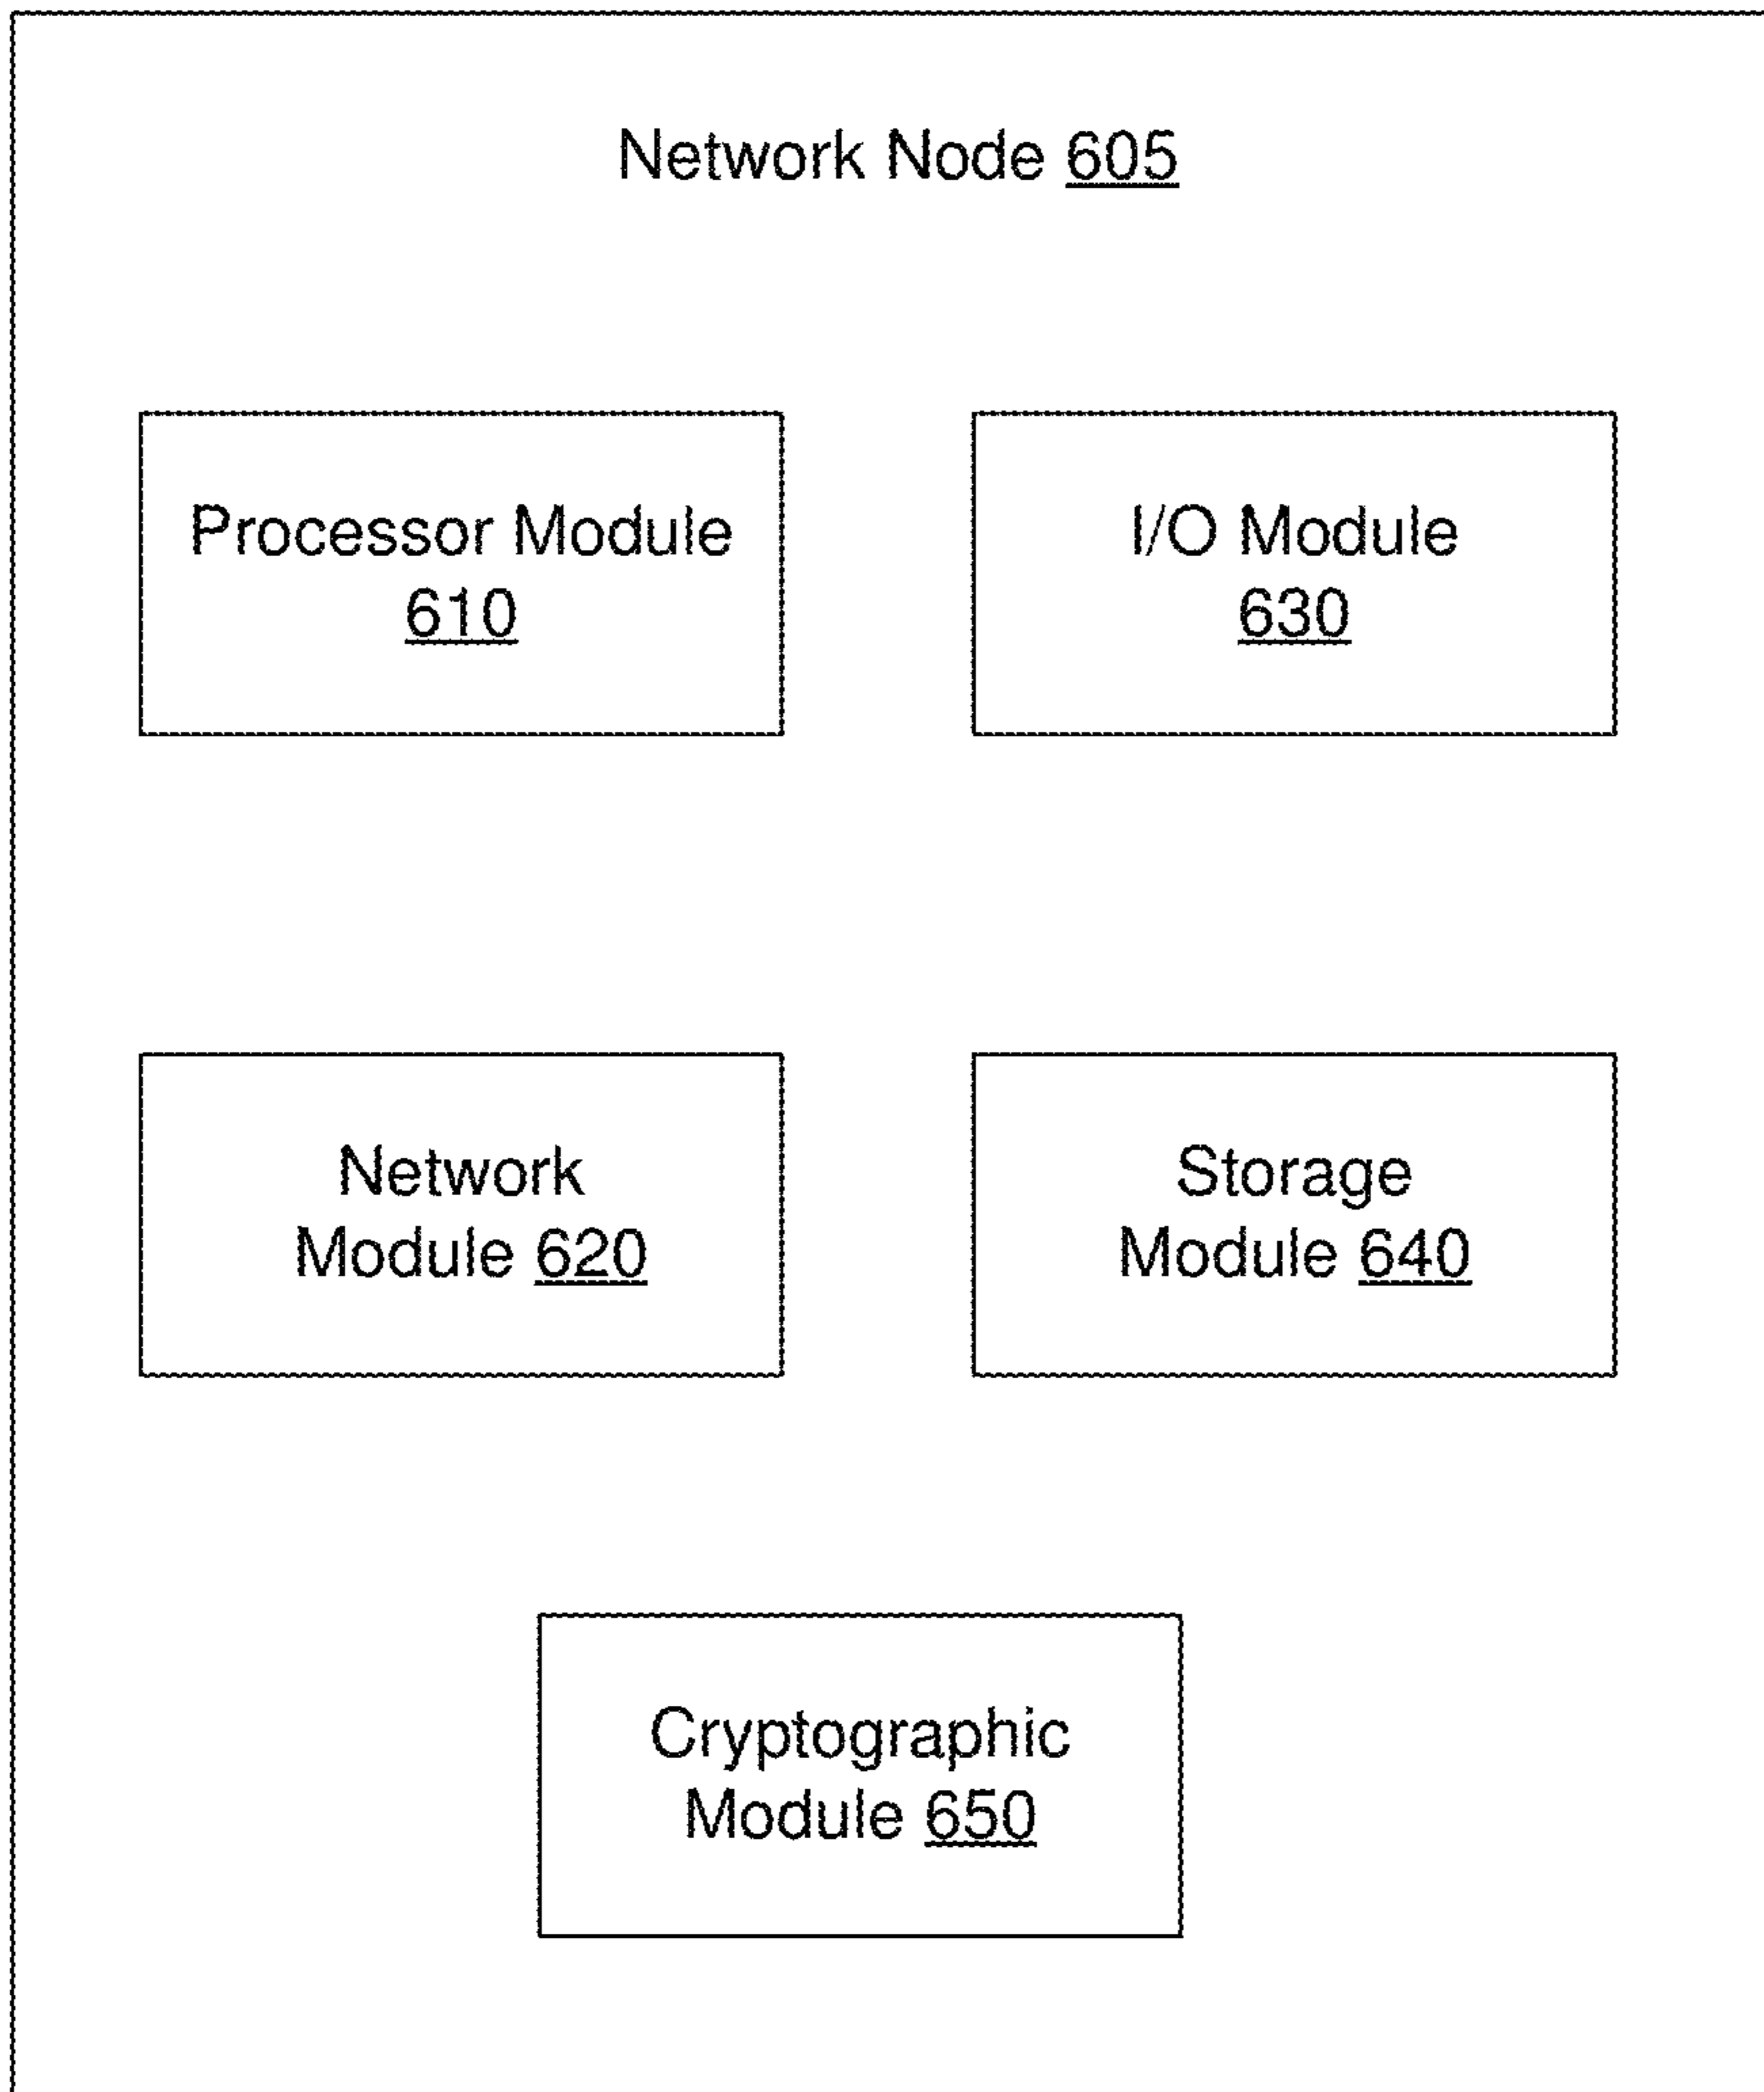 Network Node 605
Processor Module
610
I/O Module
630
Network
Module 620
Storage
Module 640
Cryptographic
Module 650